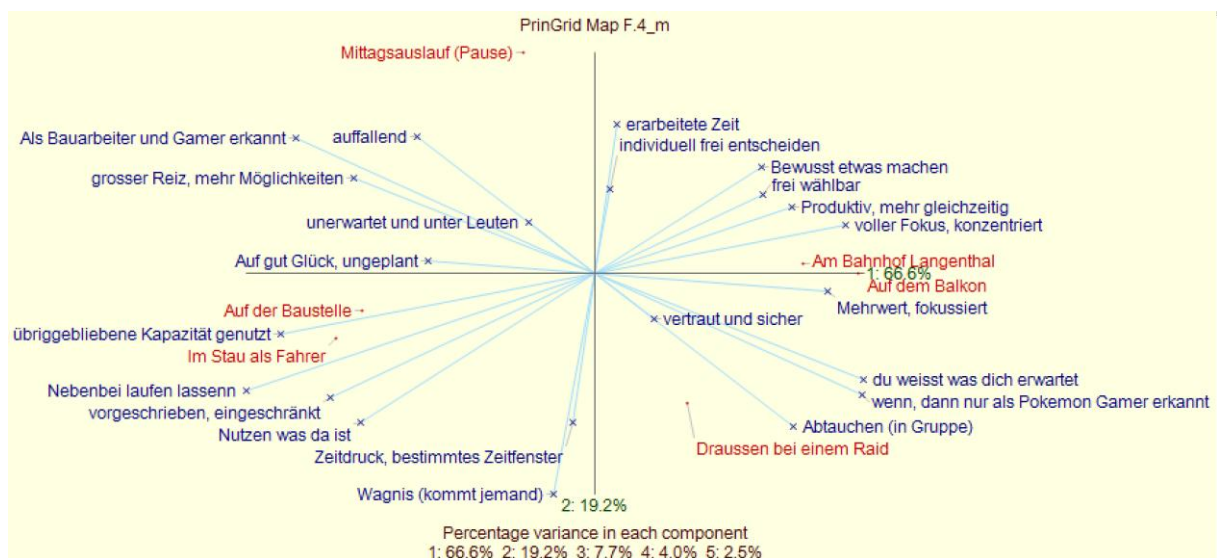 PrinGrid Map F.4_m
Mittagsauslauf (Pause)
erarbeitete Zeit
Als Bauarbeiter und Gamer erkannt
auffallend
individuell frei entscheiden
Bewusst etwas machen
grosser Reiz, mehr Möglichkeiten
frei wählbar
Produktiv, mehr gleichzeitig
unerwartet und unter Leuten
voller Fokus, konzentriert
Auf gut Glück, ungeplant
Am Bahnhof Langenthal
1: 66.6%
Auf dem Balkon
Mehrwert, fokussiert
Auf der Baustelle
vertraut und sicher
übriggebliebene Kapazität genutzt
Im Stau als Fahrer
du weisst was dich erwartet
Nebenbei laufen lassenn
wenn, dann nur als Pokemon Gamer erkannt
vorgeschrieben, eingeschränkt
Abtauchen (in Gruppe)
Nutzen was da ist
Draussen bei einem Raid
Zeitdruck, bestimmtes Zeitfenster
Wagnis (kommt jemand)
2: 19.2%
Percentage variance in each component
1: 66.6% 2: 19.2% 3: 7.7% 4: 4.0% 5: 2.5%